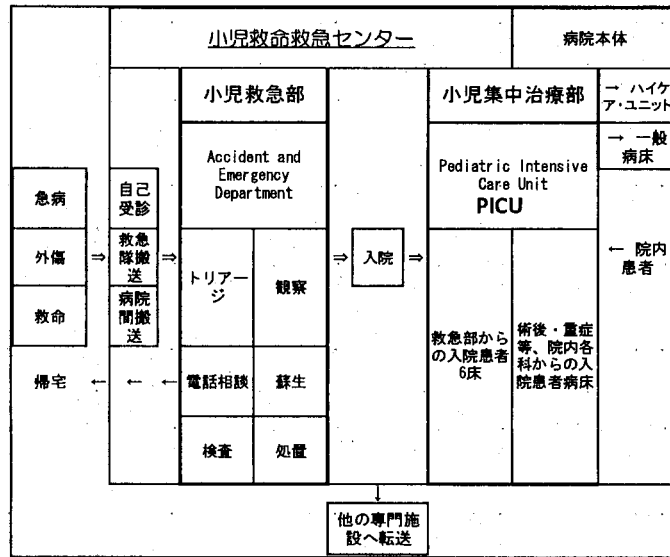 小児救命救急センター
病院本体
小児救急部
小児集中治療部
→ ハイケ
ア・ユニット
Accident and
Emergency
Department
Pediatric Intensive
Care Unit
PICU
→ 一般
病床
急病
自己
受診
外傷
⇒
救急
隊搬
送
⇒
トリアー
ジ
観察
⇒
入院
⇒
← 院内
患者
救命
病院
間搬
送
救急部から
の入院患者
6床
術後・重症
等、院内各
科からの入
院患者病床
帰宅
←
←
←
電話相談
蘇生
検査
処置
他の専門施
設へ転送